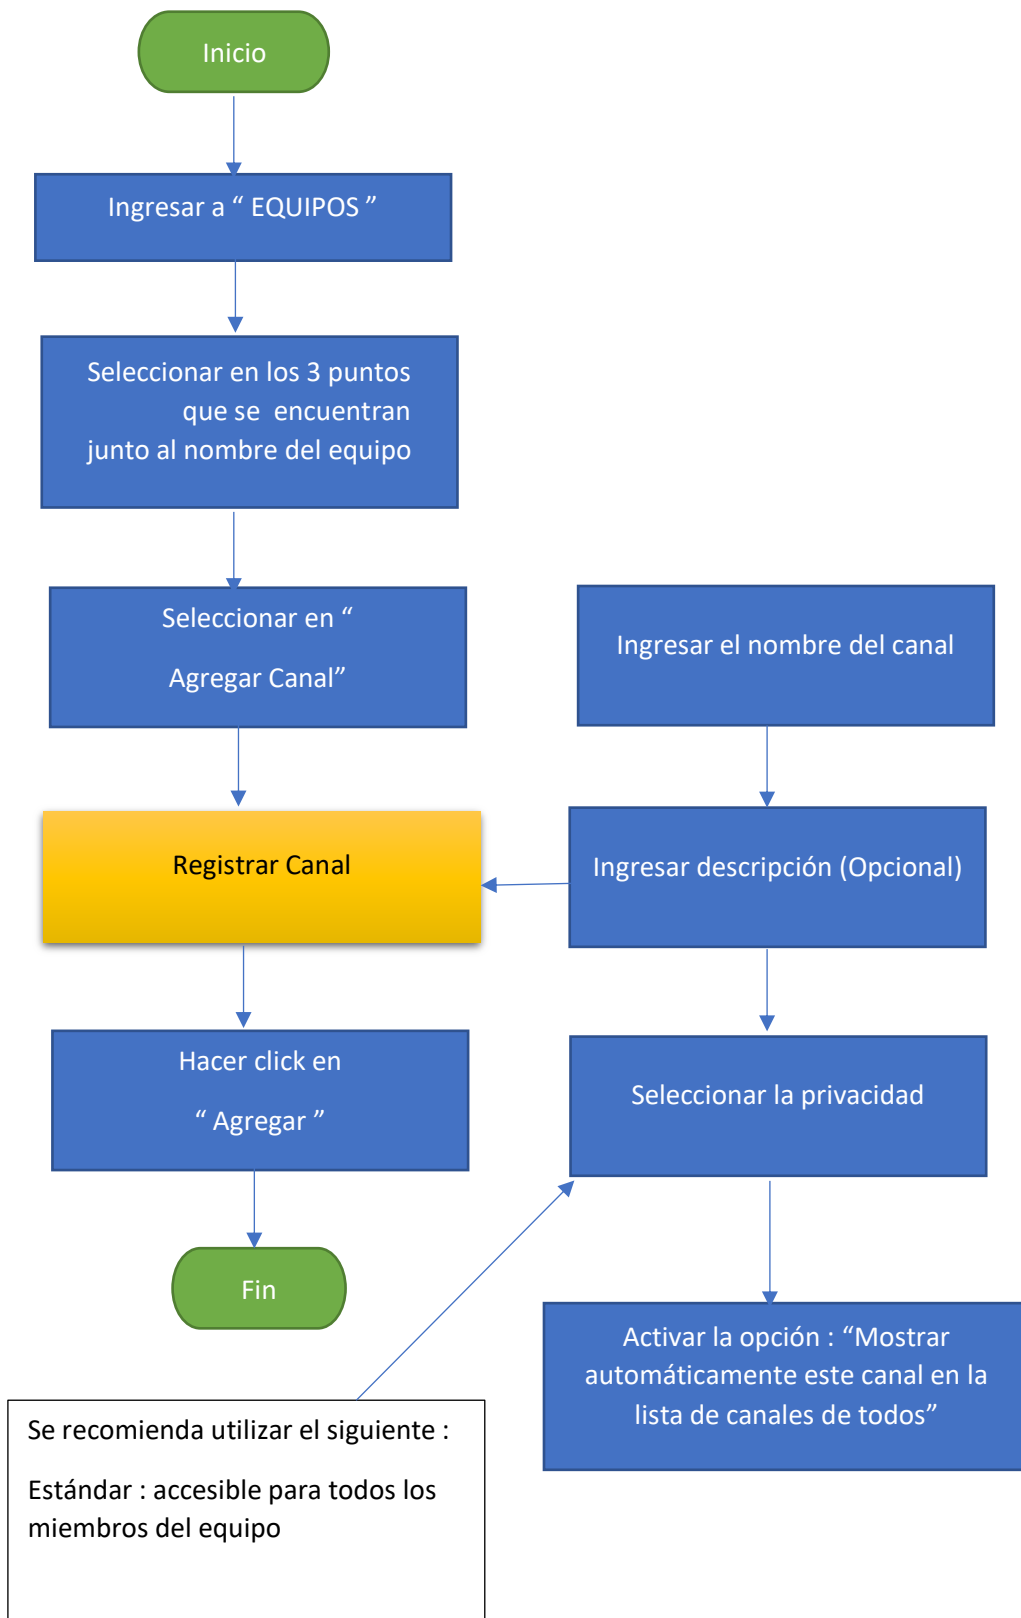 Inicio
Ingresar a “ EQUIPOS ”
Seleccionar en los 3 puntos
que se encuentran
junto al nombre del equipo
Seleccionar en “
Agregar Canal”
Registrar Canal
Hacer click en
“ Agregar ”
Fin
Ingresar el nombre del canal
Ingresar descripción (Opcional)
Seleccionar la privacidad
Activar la opción : “Mostrar
automáticamente este canal en la
lista de canales de todos”
Se recomienda utilizar el siguiente :
Estándar : accesible para todos los
miembros del equipo